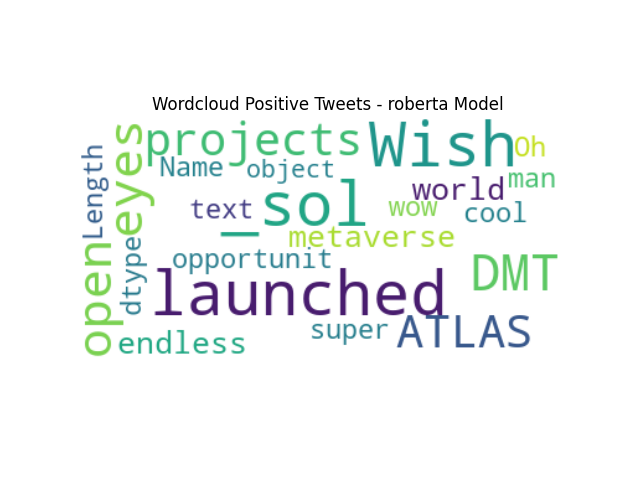 Wordcloud Positive Tweets - roberta Model
projects
Wish
Oh
eyes
Length
Name
object
world
man
text
_sol
wow
cool
metaverse
dtype
open
opportunit
DMT
launched
super
ATLAS
endless